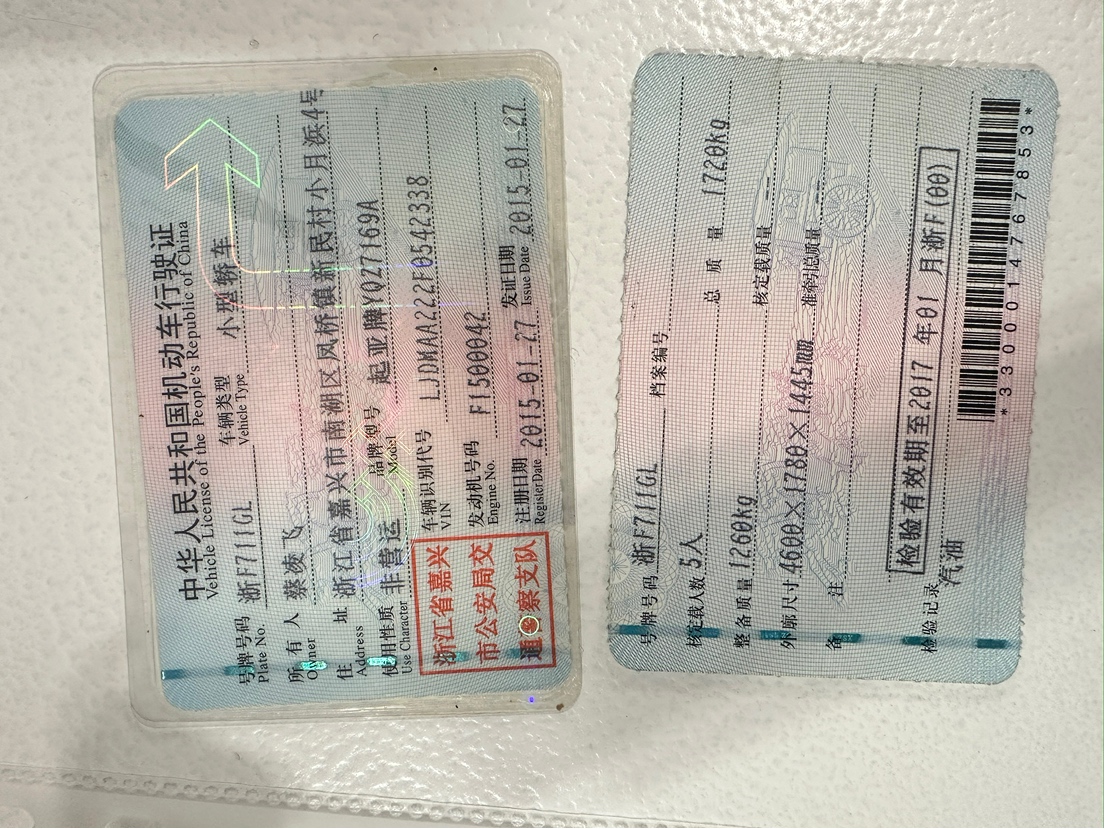 中华人民共和国机动车行驶证
Vehicle License of the People's Republic of China
号牌号码 浙F711GL 车辆类型 小型轿车
Plate No. Vehicle Type
所有人 蔡凌飞
Owner
住址 浙江省嘉兴市南湖区凤桥镇新民村小月浜4号
Address
使用性质 非营运 品牌型号 起亚牌YQZ7169A
Use Character Model
浙江省嘉兴
市公安局交
通警察支队
车辆识别代号 LJDMAA222F0542338
VIN
发动机号码 F1500042
Engine No.
注册日期 2015-01-27 发证日期 2015-01-27
Register Date Issue Date
号牌号码 浙F711GL 档案编号
核定载人数 5人 总质量 1720kg
整备质量 1260kg 核定载质量 --
外廓尺寸 4600×1780×1445mm 准牵引总质量 --
备注
检验有效期至2017年01月浙F(00)
检验记录
汽油
*3300014767853*